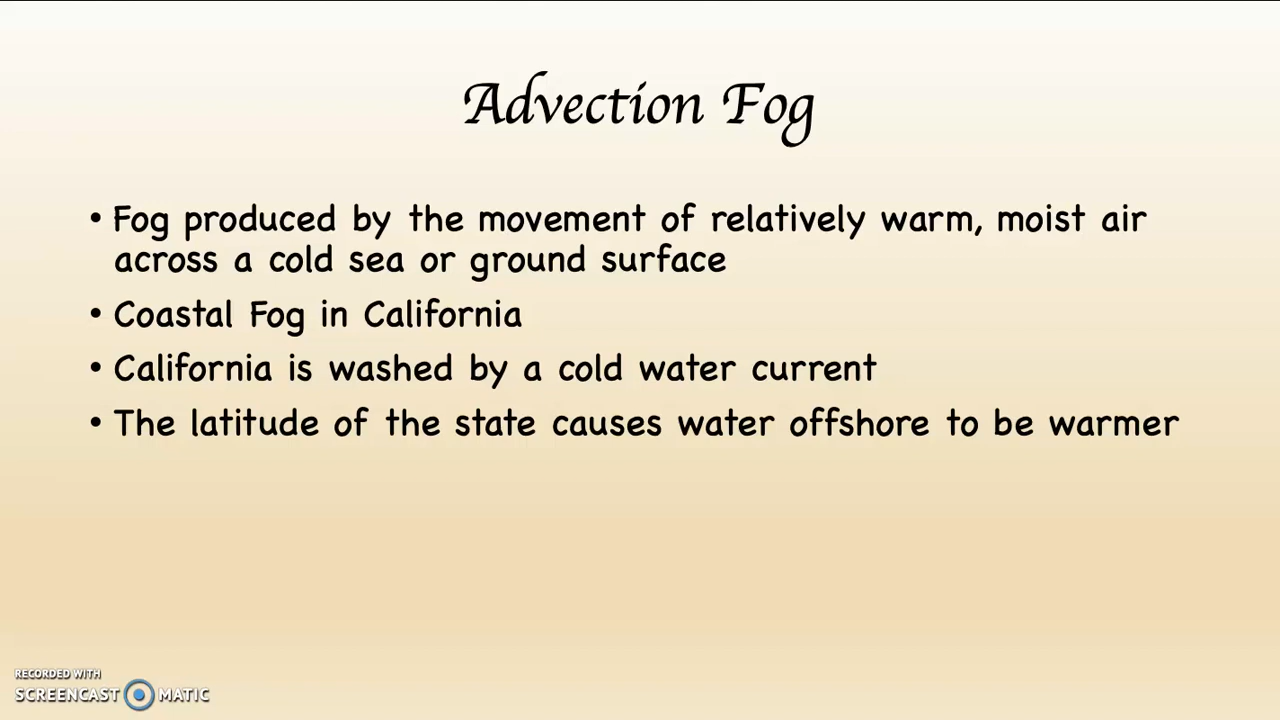 Advection Fog
• Fog produced by the movement of relatively warm, moist air
across a cold sea or ground surface
• Coastal Fog in California
• California is washed by a cold water current
• The latitude of the state causes water offshore to be warmer
RECORDED WITH
SCREENCAST MATIC